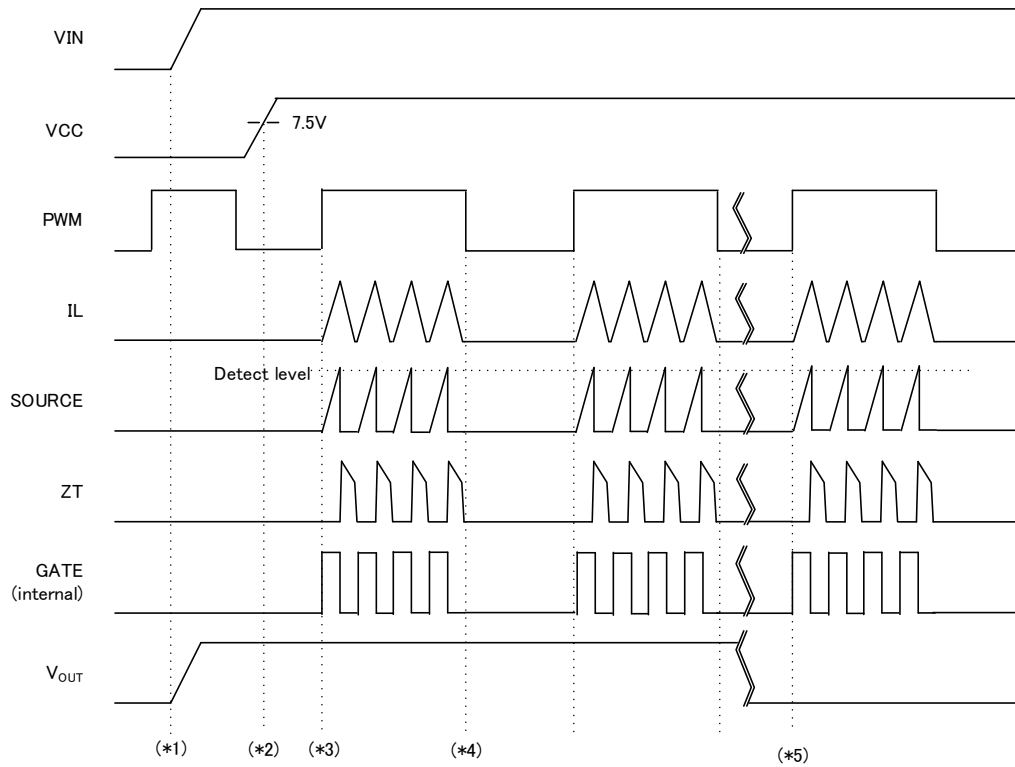 VIN
VCC
7.5V
PWM
IL
Detect level
SOURCE
ZT
GATE
(internal)
VOUT
(*1)
(*2)
(*3)
(*4)
(*5)